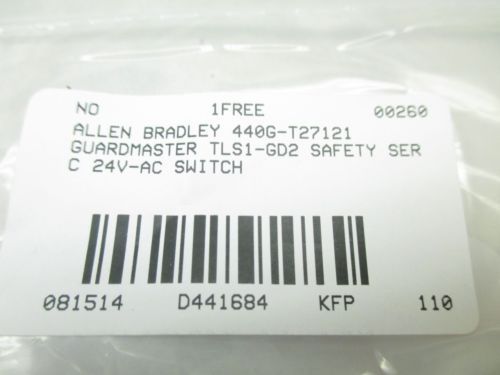 NO 1FREE 00260
ALLEN BRADLEY 440G-T27121
GUARDMASTER TLS1-GD2 SAFETY SER
C 24V-AC SWITCH
081514 D441684 KFP 110